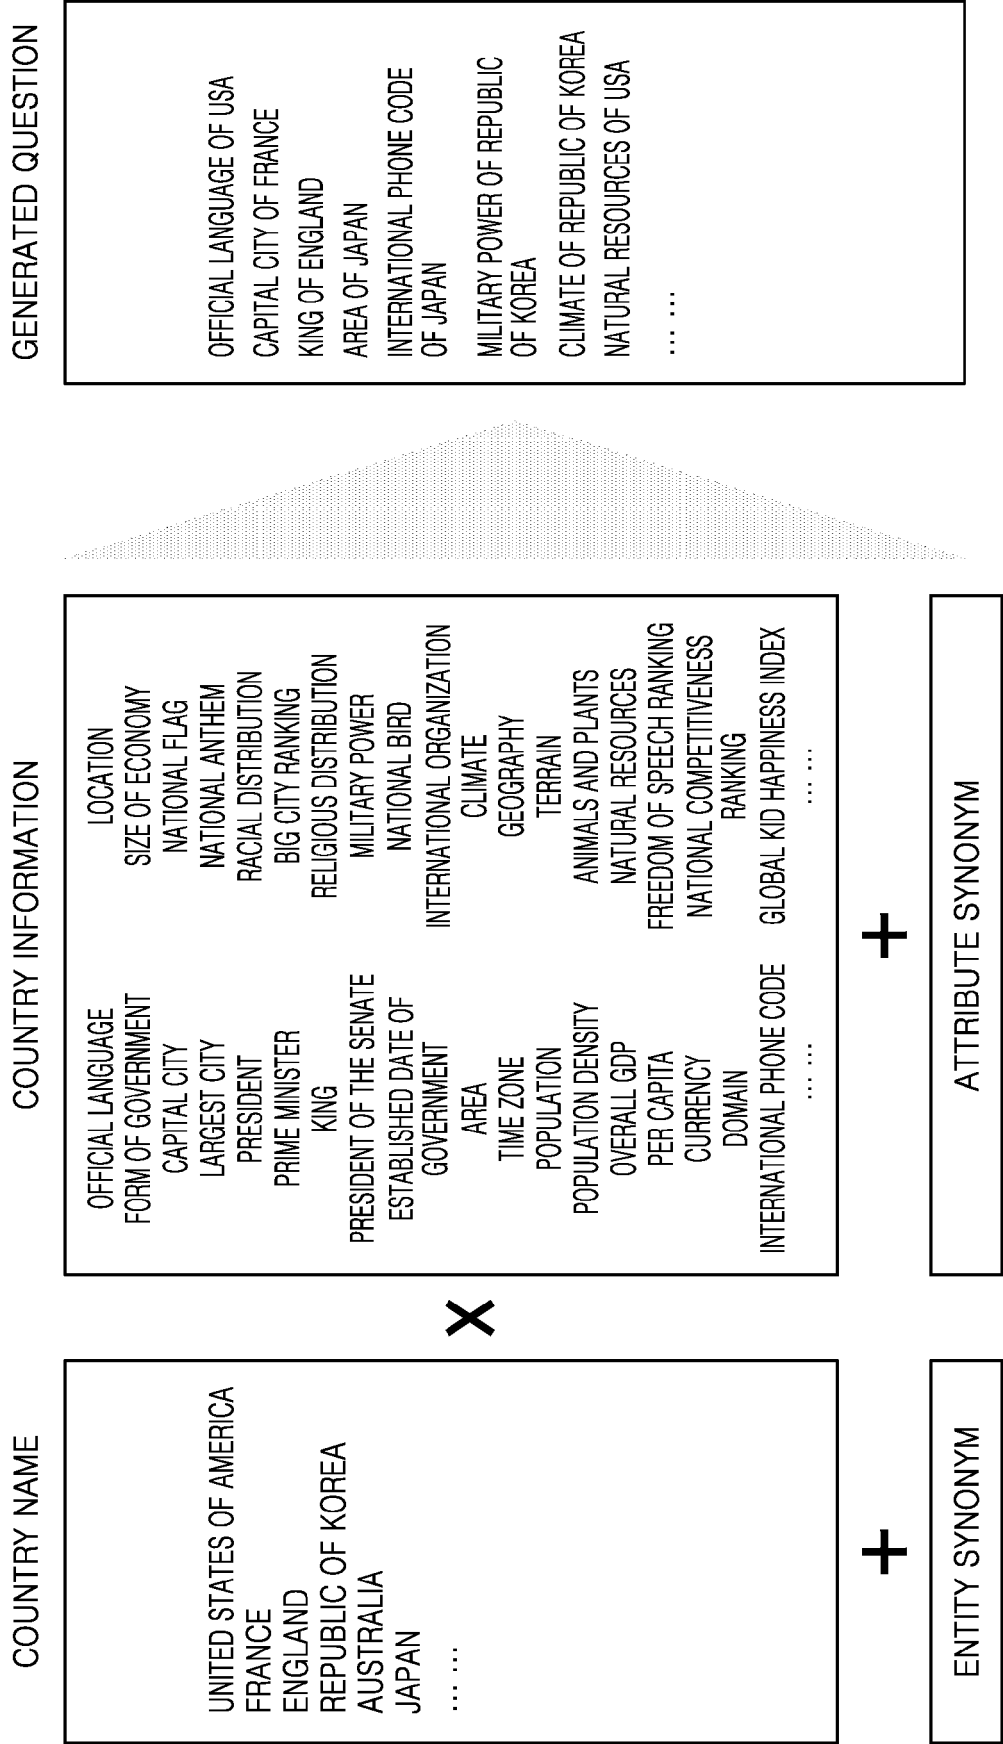 COUNTRY NAME
UNITED STATES OF AMERICA
FRANCE
ENGLAND
REPUBLIC OF KOREA
AUSTRALIA
JAPAN
... ...
+
ENTITY SYNONYM
X
COUNTRY INFORMATION
OFFICIAL LANGUAGE
FORM OF GOVERNMENT
CAPITAL CITY
LARGEST CITY
PRESIDENT
PRIME MINISTER
KING
PRESIDENT OF THE SENATE
ESTABLISHED DATE OF
GOVERNMENT
AREA
TIME ZONE
POPULATION
POPULATION DENSITY
OVERALL GDP
PER CAPITA
CURRENCY
DOMAIN
INTERNATIONAL PHONE CODE
... ...
LOCATION
SIZE OF ECONOMY
NATIONAL FLAG
NATIONAL ANTHEM
RACIAL DISTRIBUTION
BIG CITY RANKING
RELIGIOUS DISTRIBUTION
MILITARY POWER
NATIONAL BIRD
INTERNATIONAL ORGANIZATION
CLIMATE
GEOGRAPHY
TERRAIN
ANIMALS AND PLANTS
NATURAL RESOURCES
FREEDOM OF SPEECH RANKING
NATIONAL COMPETITIVENESS
RANKING
GLOBAL KID HAPPINESS INDEX
... ...
+
ATTRIBUTE SYNONYM
GENERATED QUESTION
OFFICIAL LANGUAGE OF USA
CAPITAL CITY OF FRANCE
KING OF ENGLAND
AREA OF JAPAN
INTERNATIONAL PHONE CODE
OF JAPAN
MILITARY POWER OF REPUBLIC
OF KOREA
CLIMATE OF REPUBLIC OF KOREA
NATURAL RESOURCES OF USA
... ...